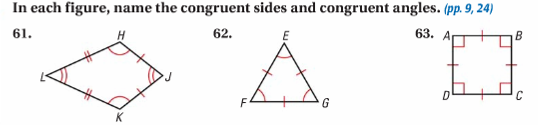 In each figure, name the congruent sides and congruent angles. (pp. 9, 24)
61. 62. 63.
H E A B
L J
K F G D C